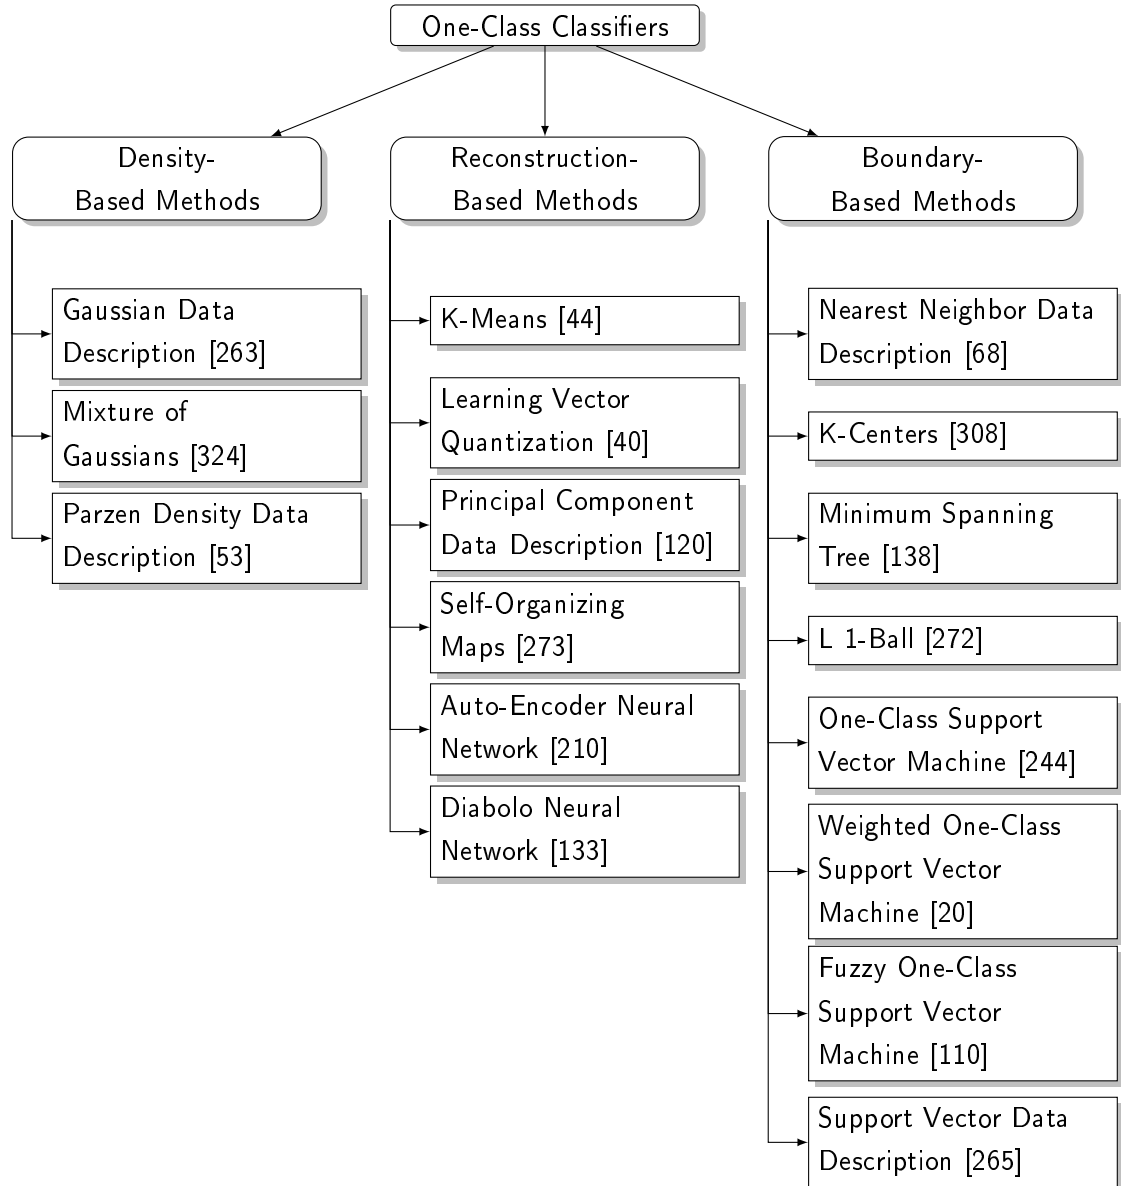 One-Class Classifiers
Density-
Based Methods
Reconstruction-
Based Methods
Boundary-
Based Methods
Gaussian Data
Description [263]
Mixture of
Gaussians [324]
Parzen Density Data
Description [53]
K-Means [44]
Learning Vector
Quantization [40]
Principal Component
Data Description [120]
Self-Organizing
Maps [273]
Auto-Encoder Neural
Network [210]
Diabolo Neural
Network [133]
Nearest Neighbor Data
Description [68]
K-Centers [308]
Minimum Spanning
Tree [138]
L 1-Ball [272]
One-Class Support
Vector Machine [244]
Weighted One-Class
Support Vector
Machine [20]
Fuzzy One-Class
Support Vector
Machine [110]
Support Vector Data
Description [265]